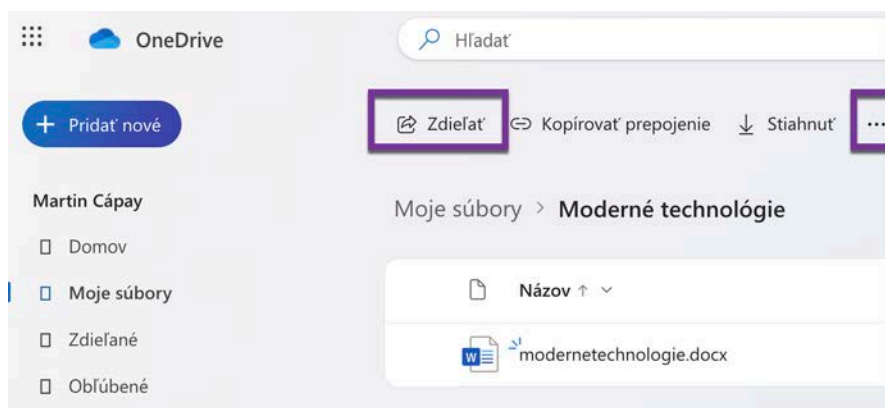 OneDrive
Hľadať
Pridať nové
Zdieľať
Kopírovať prepojenie
Stiahnuť
Martin Cápay
Moje súbory > Moderné technológie
Domov
Moje súbory
Názov
Zdieľané
W modernetechnologie.docx
Obľúbené